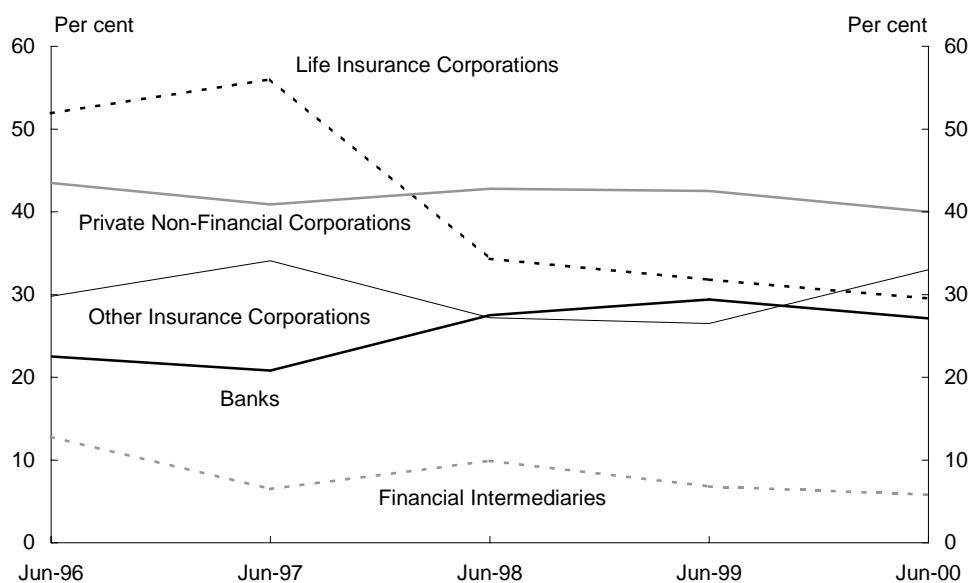 Per cent Per cent
60 60
Life Insurance Corporations
50 50
40 40
Private Non-Financial Corporations
30 30
Other Insurance Corporations
20 20
Banks
10 10
Financial Intermediaries
0 0
Jun-96 Jun-97 Jun-98 Jun-99 Jun-00